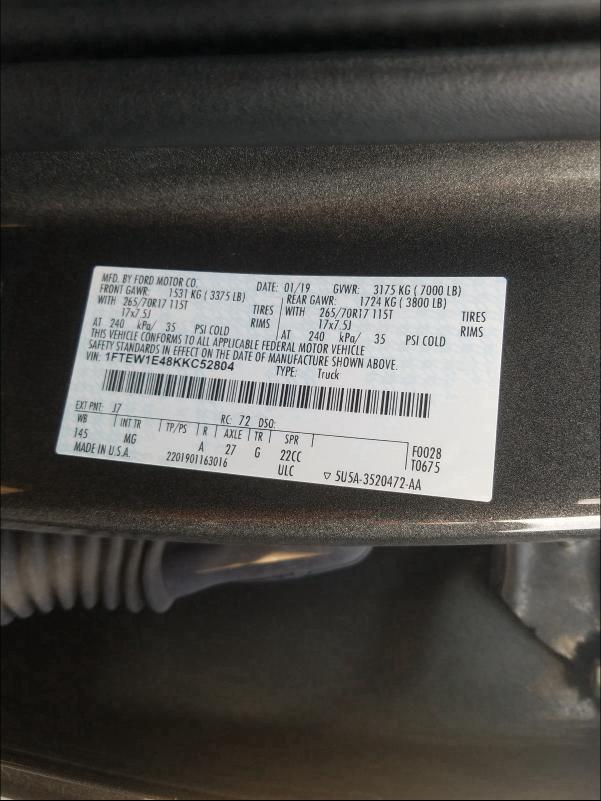 MFD. BY FORD MOTOR CO.
DATE: 01/19 GVWR: 3175 KG ( 7000 LB)
FRONT GAWR: 1531 KG ( 3375 LB) REAR GAWR: 1724 KG ( 3800 LB)
WITH 265/70R17 115T TIRES WITH 265/70R17 115T TIRES
17x7.5J RIMS 17x7.5J RIMS
AT 240 kPa/ 35 PSI COLD AT 240 kPa/ 35 PSI COLD
THIS VEHICLE CONFORMS TO ALL APPLICABLE FEDERAL MOTOR VEHICLE
SAFETY STANDARDS IN EFFECT ON THE DATE OF MANUFACTURE SHOWN ABOVE.
VIN: 1FTEW1E48KKC52804 TYPE: Truck
EXT PNT: J7 RC: 72 DSO:
WB INT TR TP/PS R AXLE TR SPR F0028
145 MG A 27 G 22CC T0675
MADE IN U.S.A. 2201901163016 ULC ▽ 5U5A-3520472-AA